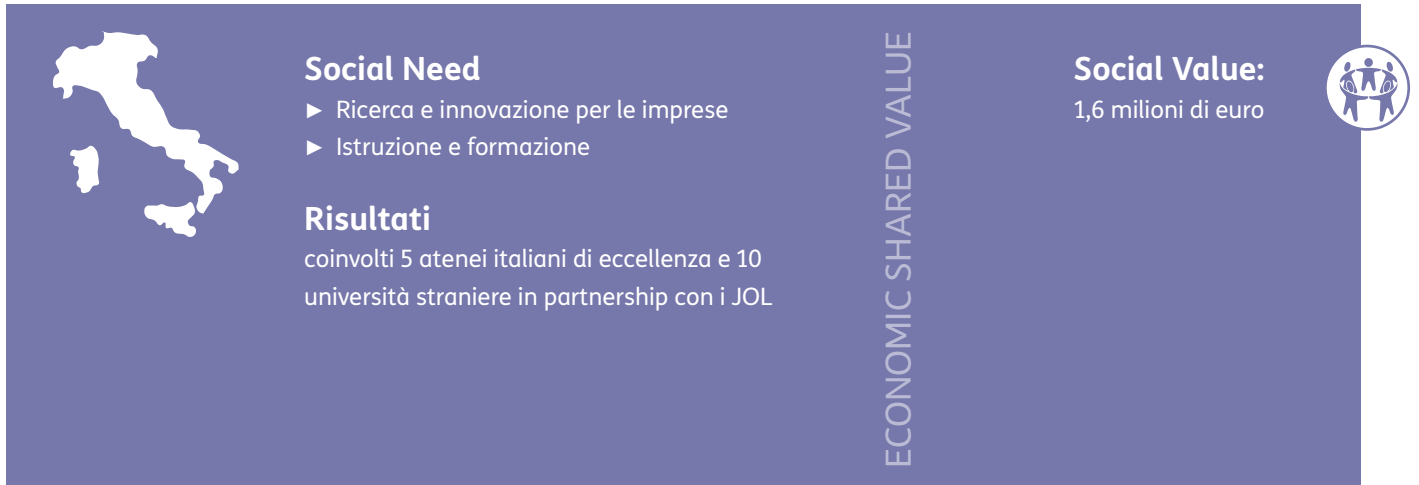 Social Need
► Ricerca e innovazione per le imprese
► Istruzione e formazione
Risultati
coinvolti 5 atenei italiani di eccellenza e 10
università straniere in partnership con i JOL
ECONOMIC SHARED VALUE
Social Value:
1,6 milioni di euro